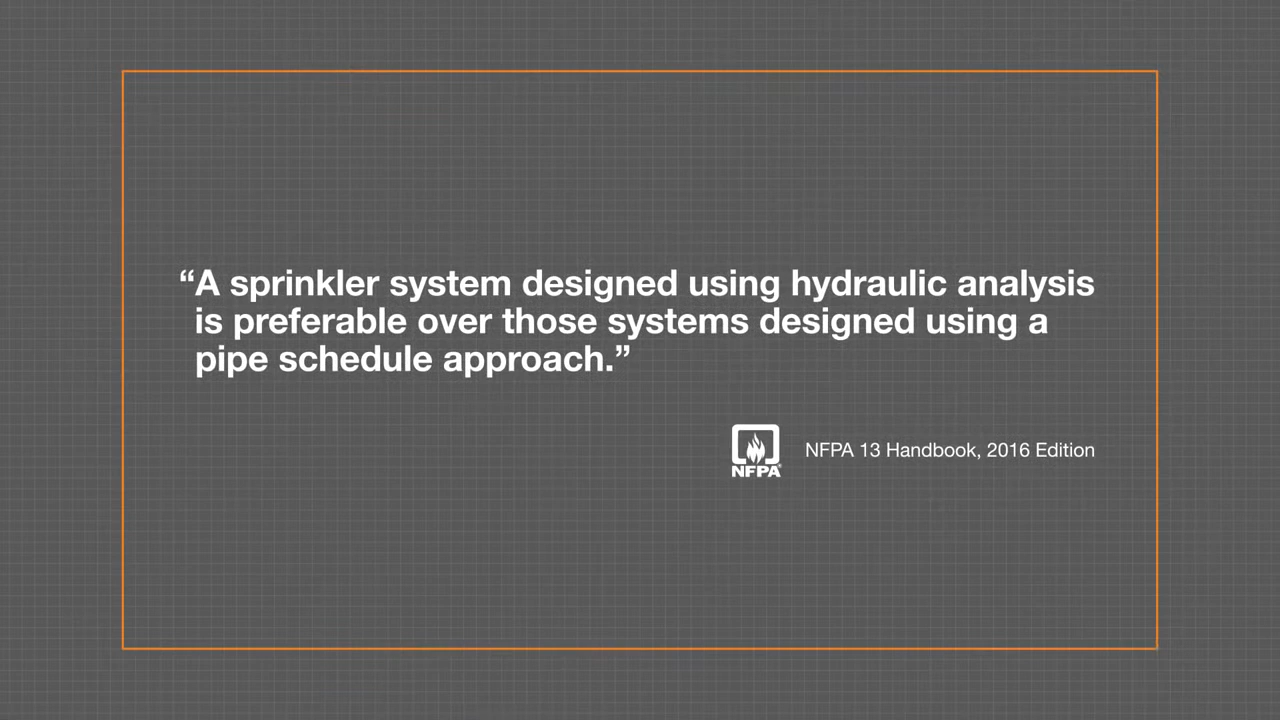 “A sprinkler system designed using hydraulic analysis
is preferable over those systems designed using a
pipe schedule approach.”
NFPA 13 Handbook, 2016 Edition
NFPA®